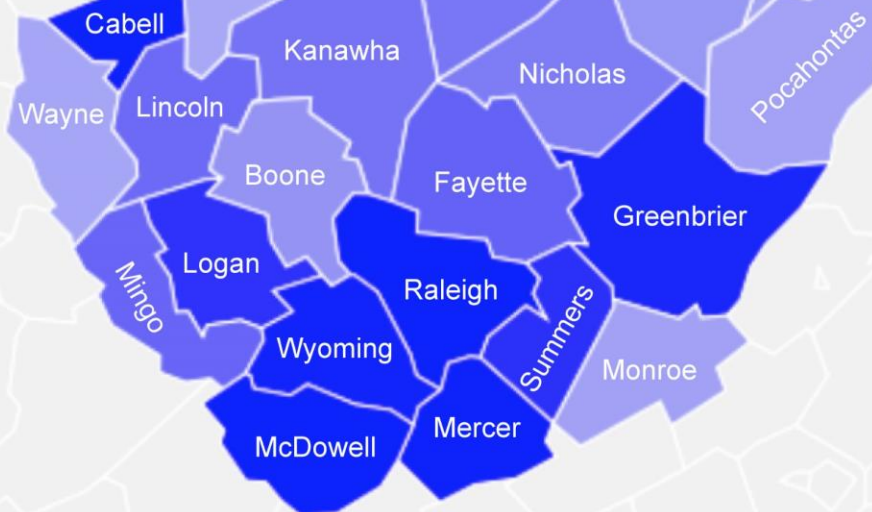 Cabell
Kanawha
Nicholas
Pocahontas
Wayne
Lincoln
Boone
Fayette
Greenbrier
Logan
Mingo
Raleigh
Summers
Wyoming
Monroe
McDowell
Mercer